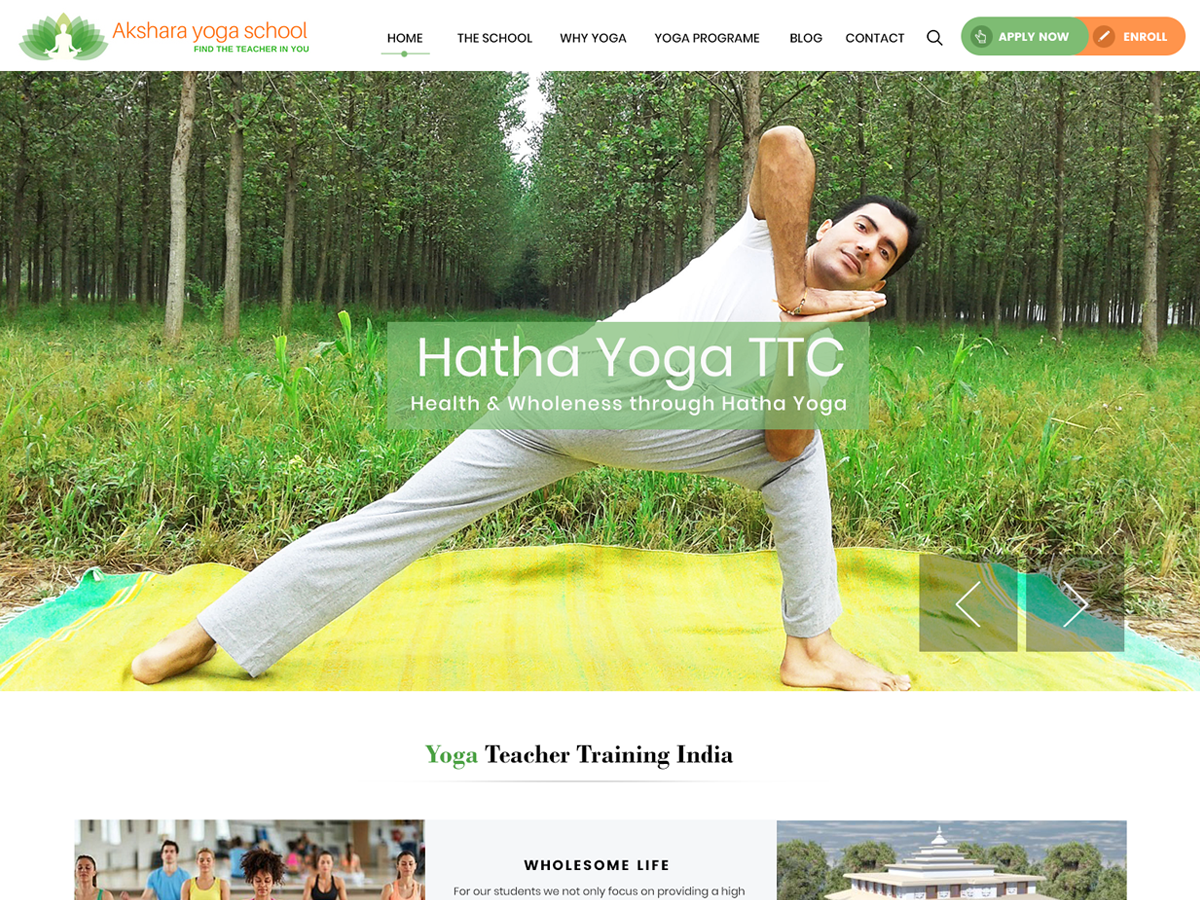 Akshara yoga school
FIND THE TEACHER IN YOU
HOME
THE SCHOOL
WHY YOGA
YOGA PROGRAME
BLOG
CONTACT
APPLY NOW
ENROLL
Hatha Yoga TTC
Health & Wholeness through Hatha Yoga
Yoga Teacher Training India
WHOLESOME LIFE
For our students we not only focus on providing a high